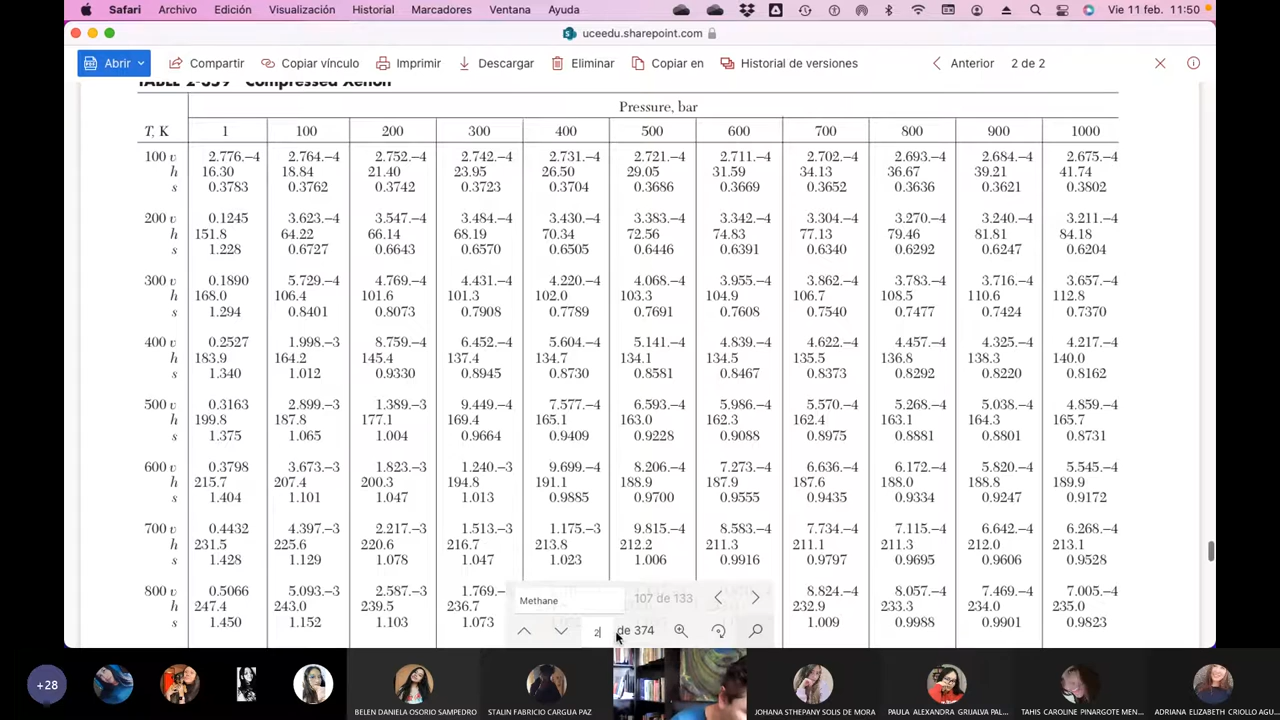 Safari Archivo Edición Visualización Historial Marcadores Ventana Ayuda Vie 11 feb. 11:50
uceedu.sharepoint.com
Abrir Compartir Copiar vínculo Imprimir Descargar Eliminar Copiar en Historial de versiones Anterior 2 de 2
TABLE 2-359 Compressed Xenon
Pressure, bar
T, K 1 100 200 300 400 500 600 700 800 900 1000
100 v 2.776.–4 2.764.–4 2.752.–4 2.742.–4 2.731.–4 2.721.–4 2.711.–4 2.702.–4 2.693.–4 2.684.–4 2.675.–4
h 16.30 18.84 21.40 23.95 26.50 29.05 31.59 34.13 36.67 39.21 41.74
s 0.3783 0.3762 0.3742 0.3723 0.3704 0.3686 0.3669 0.3652 0.3636 0.3621 0.3802
200 v 0.1245 3.623.–4 3.547.–4 3.484.–4 3.430.–4 3.383.–4 3.342.–4 3.304.–4 3.270.–4 3.240.–4 3.211.–4
h 151.8 64.22 66.14 68.19 70.34 72.56 74.83 77.13 79.46 81.81 84.18
s 1.228 0.6727 0.6643 0.6570 0.6505 0.6446 0.6391 0.6340 0.6292 0.6247 0.6204
300 v 0.1890 5.729.–4 4.769.–4 4.431.–4 4.220.–4 4.068.–4 3.955.–4 3.862.–4 3.783.–4 3.716.–4 3.657.–4
h 168.0 106.4 101.6 101.3 102.0 103.3 104.9 106.7 108.5 110.6 112.8
s 1.294 0.8401 0.8073 0.7908 0.7789 0.7691 0.7608 0.7540 0.7477 0.7424 0.7370
400 v 0.2527 1.998.–3 8.759.–4 6.452.–4 5.604.–4 5.141.–4 4.839.–4 4.622.–4 4.457.–4 4.325.–4 4.217.–4
h 183.9 164.2 145.4 137.4 134.7 134.1 134.5 135.5 136.8 138.3 140.0
s 1.340 1.012 0.9330 0.8945 0.8730 0.8581 0.8467 0.8373 0.8292 0.8220 0.8162
500 v 0.3163 2.899.–3 1.389.–3 9.449.–4 7.577.–4 6.593.–4 5.986.–4 5.570.–4 5.268.–4 5.038.–4 4.859.–4
h 199.8 187.8 177.1 169.4 165.1 163.0 162.3 162.4 163.1 164.3 165.7
s 1.375 1.065 1.004 0.9664 0.9409 0.9228 0.9088 0.8975 0.8881 0.8801 0.8731
600 v 0.3798 3.673.–3 1.823.–3 1.240.–3 9.699.–4 8.206.–4 7.273.–4 6.636.–4 6.172.–4 5.820.–4 5.545.–4
h 215.7 207.4 200.3 194.8 191.1 188.9 187.9 187.6 188.0 188.8 189.9
s 1.404 1.101 1.047 1.013 0.9885 0.9700 0.9555 0.9435 0.9334 0.9247 0.9172
700 v 0.4432 4.397.–3 2.217.–3 1.513.–3 1.175.–3 9.815.–4 8.583.–4 7.734.–4 7.115.–4 6.642.–4 6.268.–4
h 231.5 225.6 220.6 216.7 213.8 212.2 211.3 211.1 211.3 212.0 213.1
s 1.428 1.129 1.078 1.047 1.023 1.006 0.9916 0.9797 0.9695 0.9606 0.9528
800 v 0.5066 5.093.–3 2.587.–3 1.769.– 8.824.–4 8.057.–4 7.469.–4 7.005.–4
h 247.4 243.0 239.5 236.7 232.9 233.3 234.0 235.0
s 1.450 1.152 1.103 1.073 1.009 0.9988 0.9901 0.9823
Methane 107 de 133
2 de 374
+28 BELEN DANIELA OSORIO SAMPEDRO STALIN FABRICIO CARGUA PAZ JOHANA STHEPANY SOLIS DE MORA PAULA ALEXANDRA GRIJALVA PAL... TAHIS CAROLINE PINARGOTE MEN... ADRIANA ELIZABETH CRIOLLO AGU...